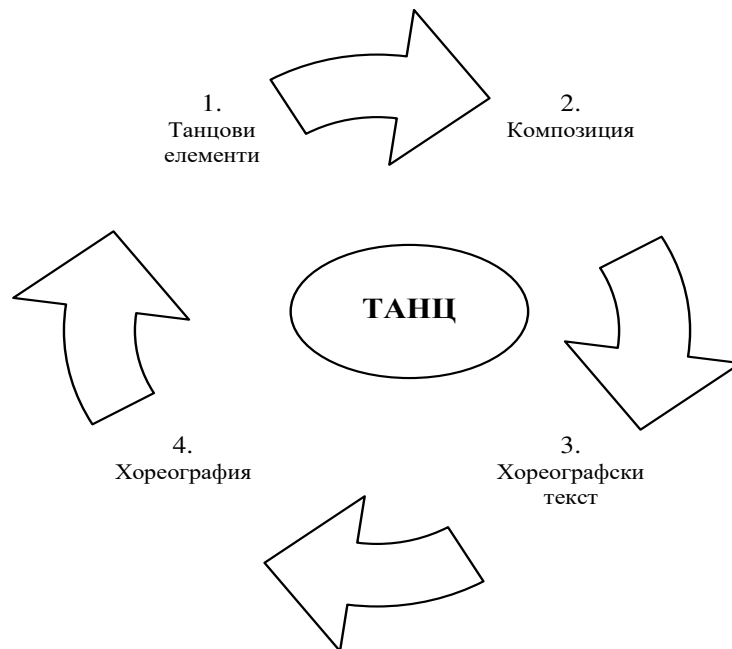 1.
Танцови
елементи
2.
Композиция
ТАНЦ
3.
Хореографски
текст
4.
Хореография